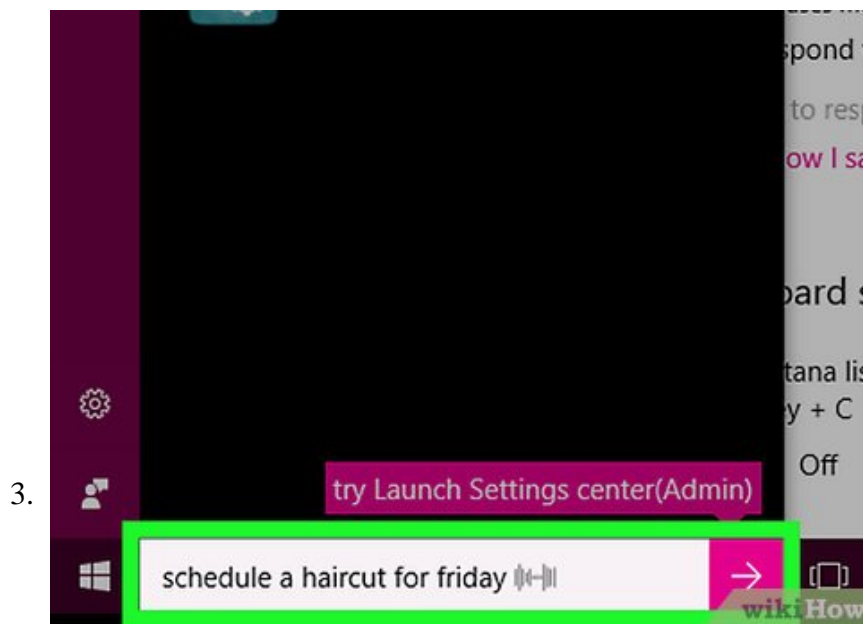 spond
to res
ow I sa
oard s
tana lis
y + C
Off
3.
try Launch Settings center(Admin)
schedule a haircut for friday
wikiHow